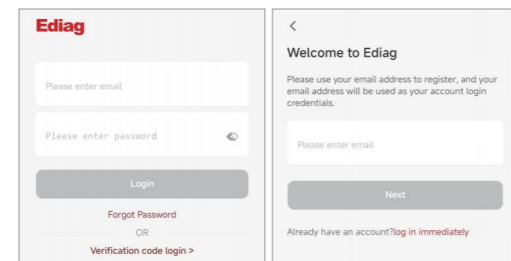 Ediag
Please enter email
Please enter password
Login
Forgot Password
OR
Verification code login >
Welcome to Ediag
Please use your email address to register, and your
email address will be used as your account login
credentials.
Please enter email
Next
Already have an account?log in immediately